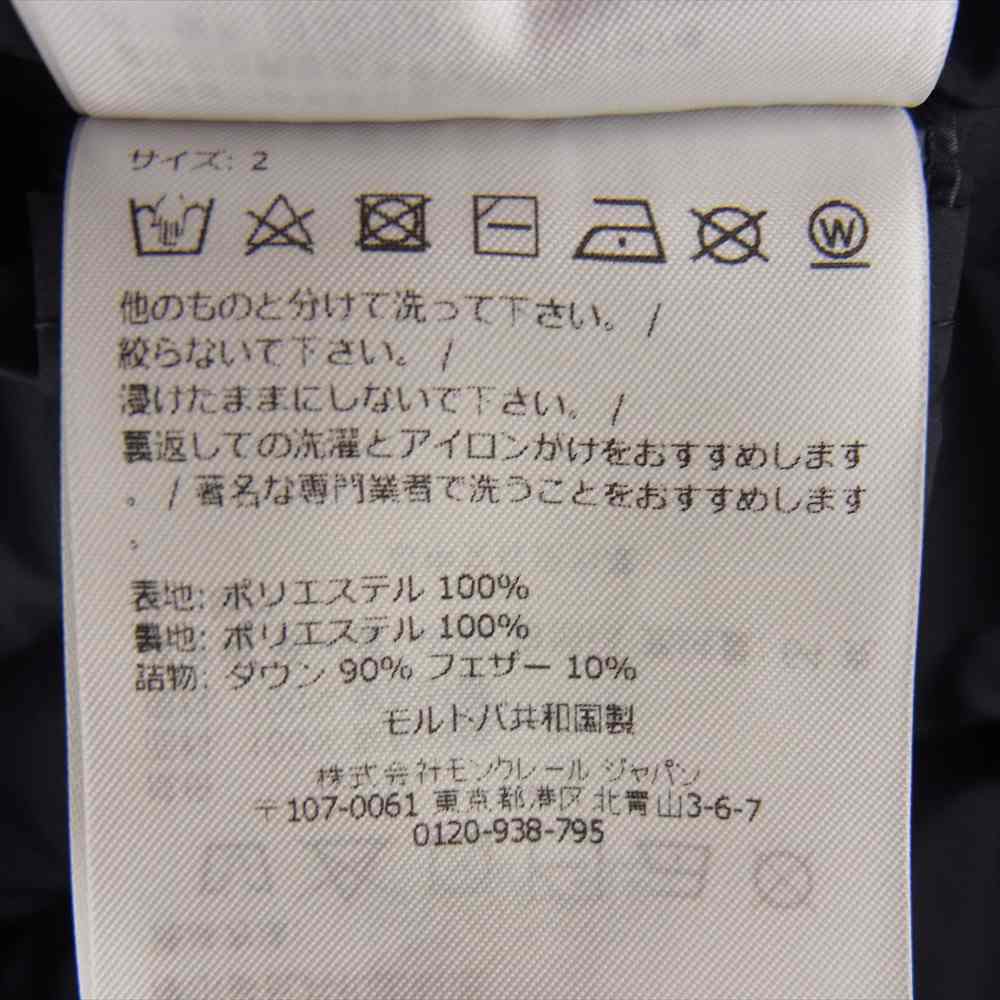 サイズ: 2
W
他のものと分けて洗って下さい。 /
絞らないて下さい。 /
浸けたままにしないで下さい。 /
裏返しての洗濯とアイロンがけをおすすめします
。 / 著名な専門業者で洗うことをおすすめします
。
表地: ポリエステル 100%
裏地: ポリエステル 100%
詰物: ダウン 90% フェザー 10%
モルトバ共和国製
株式会社モンクレール ジャパン
〒107-0061 東京都港区北青山3-6-7
0120-938-795